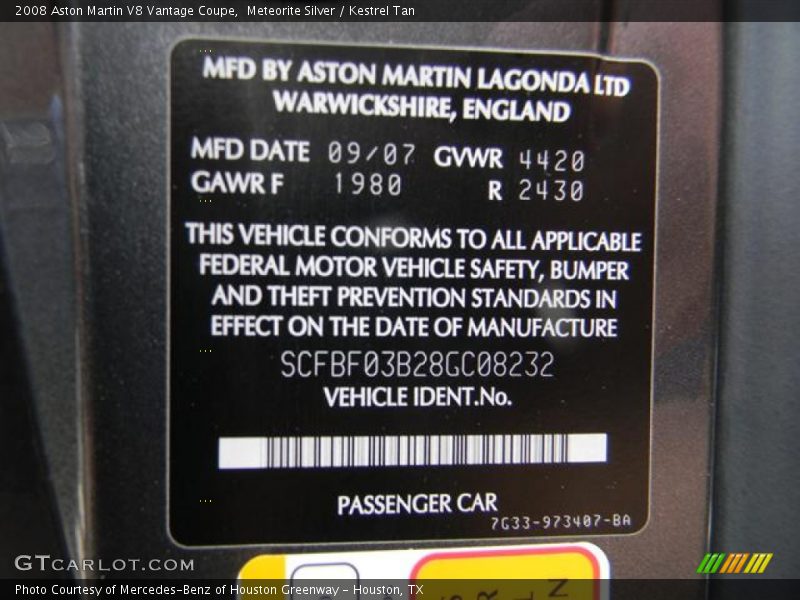 2008 Aston Martin V8 Vantage Coupe,  Meteorite Silver / Kestrel Tan
MFD BY ASTON MARTIN LAGONDA LTD
WARWICKSHIRE, ENGLAND
MFD DATE 09/07 GVWR 4420
GAWR F 1980 R 2430
THIS VEHICLE CONFORMS TO ALL APPLICABLE
FEDERAL MOTOR VEHICLE SAFETY, BUMPER
AND THEFT PREVENTION STANDARDS IN
EFFECT ON THE DATE OF MANUFACTURE
SCFBF03B28GC08232
VEHICLE IDENT.No.
PASSENGER CAR
7G33-973407-BA
GTCARLOT.COM
Photo Courtesy of Mercedes-Benz of Houston Greenway - Houston, TX